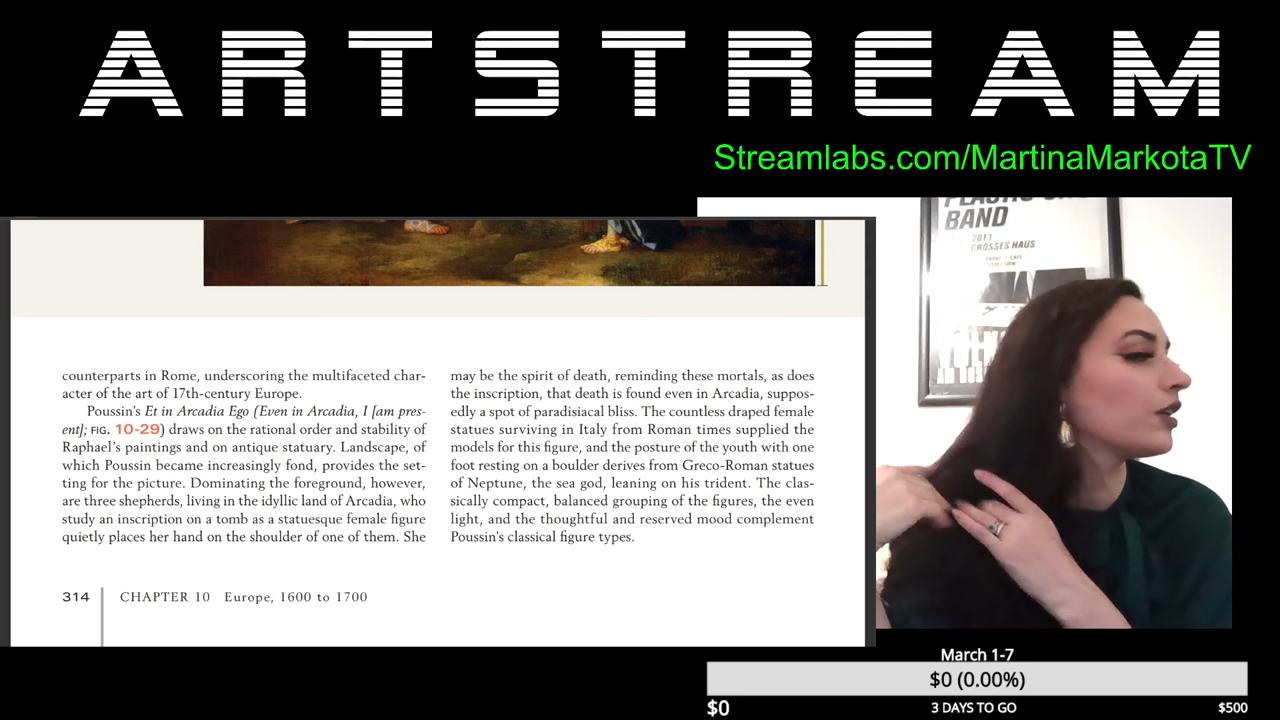 ARTSTREAM
Streamlabs.com/MartinaMarkotaTV
BAND
2013
GROSSES HAUS
counterparts in Rome, underscoring the multifaceted char-
acter of the art of 17th-century Europe.
Poussin's Et in Arcadia Ego (Even in Arcadia, I [am pres-
ent]; FIG. 10-29) draws on the rational order and stability of
Raphael's paintings and on antique statuary. Landscape, of
which Poussin became increasingly fond, provides the set-
ting for the picture. Dominating the foreground, however,
are three shepherds, living in the idyllic land of Arcadia, who
study an inscription on a tomb as a statuesque female figure
quietly places her hand on the shoulder of one of them. She
may be the spirit of death, reminding these mortals, as does
the inscription, that death is found even in Arcadia, suppos-
edly a spot of paradisiacal bliss. The countless draped female
statues surviving in Italy from Roman times supplied the
models for this figure, and the posture of the youth with one
foot resting on a boulder derives from Greco-Roman statues
of Neptune, the sea god, leaning on his trident. The clas-
sically compact, balanced grouping of the figures, the even
light, and the thoughtful and reserved mood complement
Poussin's classical figure types.
314 CHAPTER 10 Europe, 1600 to 1700
March 1-7
$0 (0.00%)
$0 3 DAYS TO GO $500